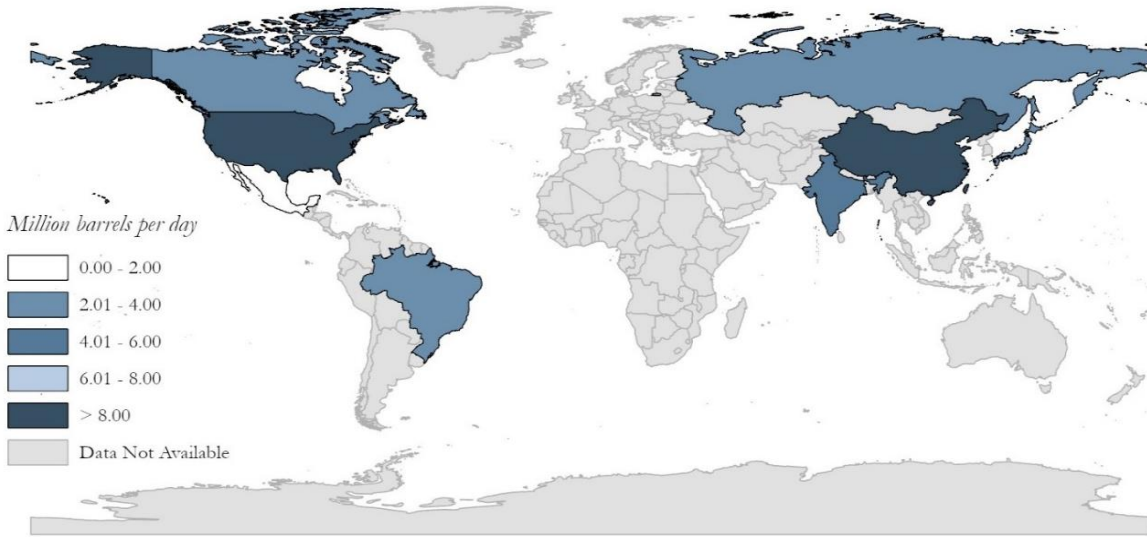 Million barrels per day
0.00 - 2.00
2.01 - 4.00
4.01 - 6.00
6.01 - 8.00
> 8.00
Data Not Available